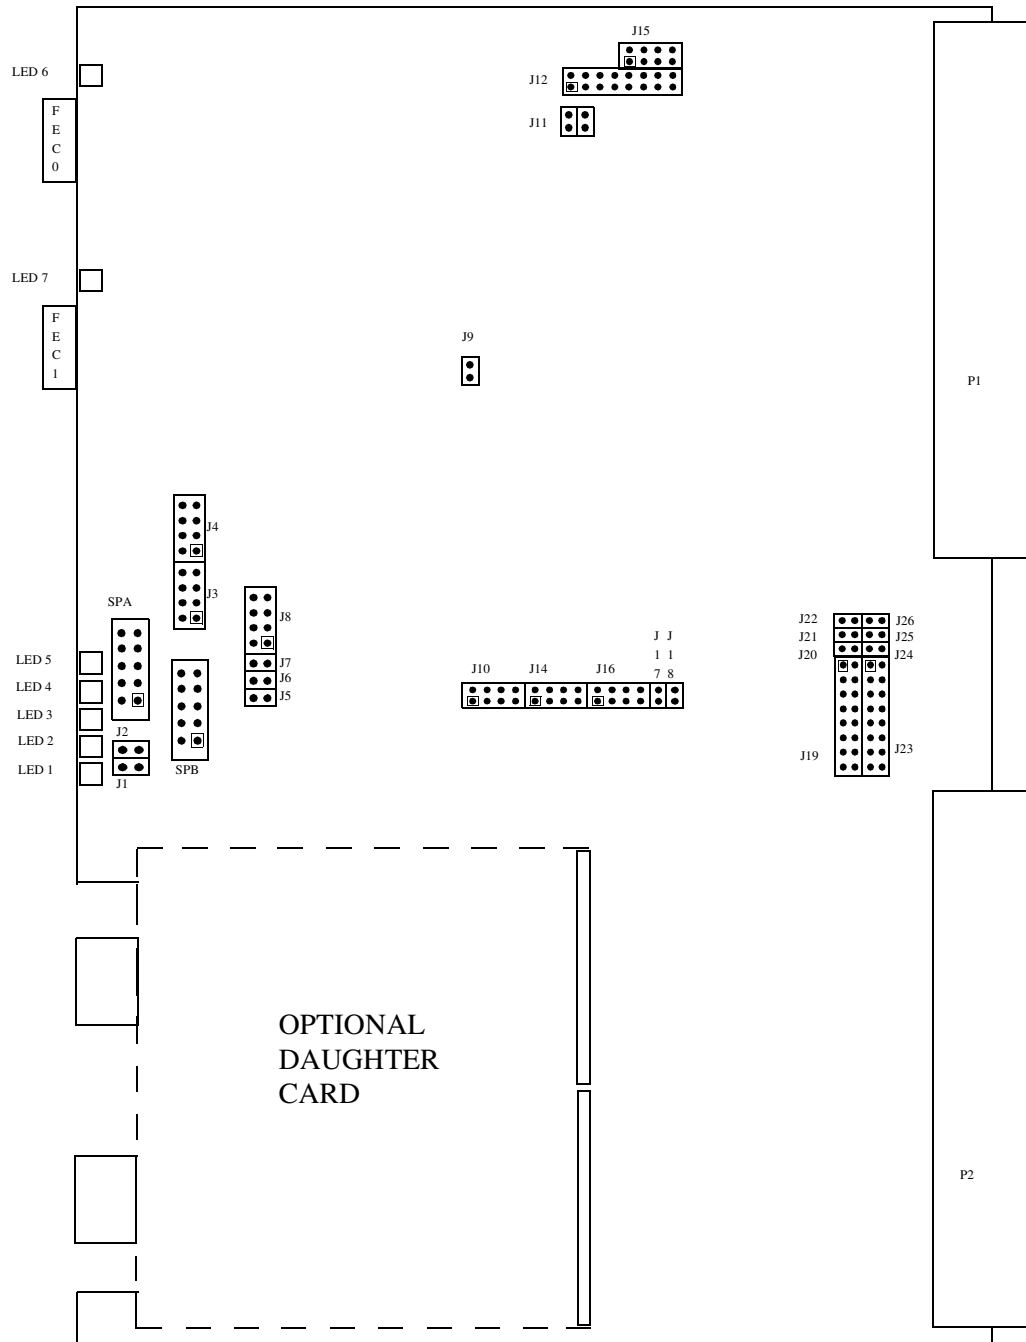 J15
LED 6
J12
F
E
C
0
J11
LED 7
F
E
C
1
J9
P1
J4
J3
SPA
J8
J22
J26
J21
J25
J20
J24
J
1
7
J
1
8
LED 5
J7
J10
J14
J16
J6
LED 4
J5
LED 3
J2
LED 2
J19
J23
LED 1
SPB
J1
OPTIONAL
DAUGHTER
CARD
P2